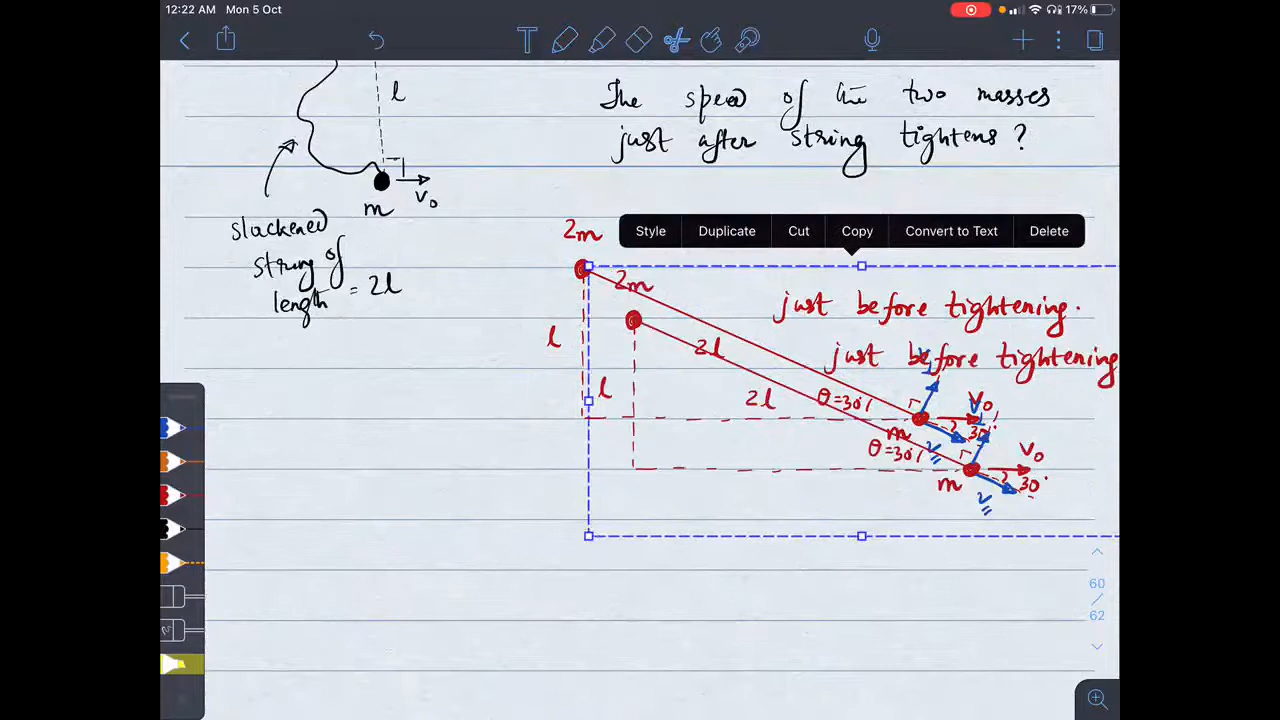 12:22 AM Mon 5 Oct
17%
T
The speed of the two masses
just after string tightens?
l
m
v₀
slackened
string of
length = 2l
2m
Style Duplicate Cut Copy Convert to Text Delete
2m
just before tightening.
l
2l
just before tightening
l
2l
θ=30°
v₀
m
30°
θ=30°
v₀
m
30°
60
/
62